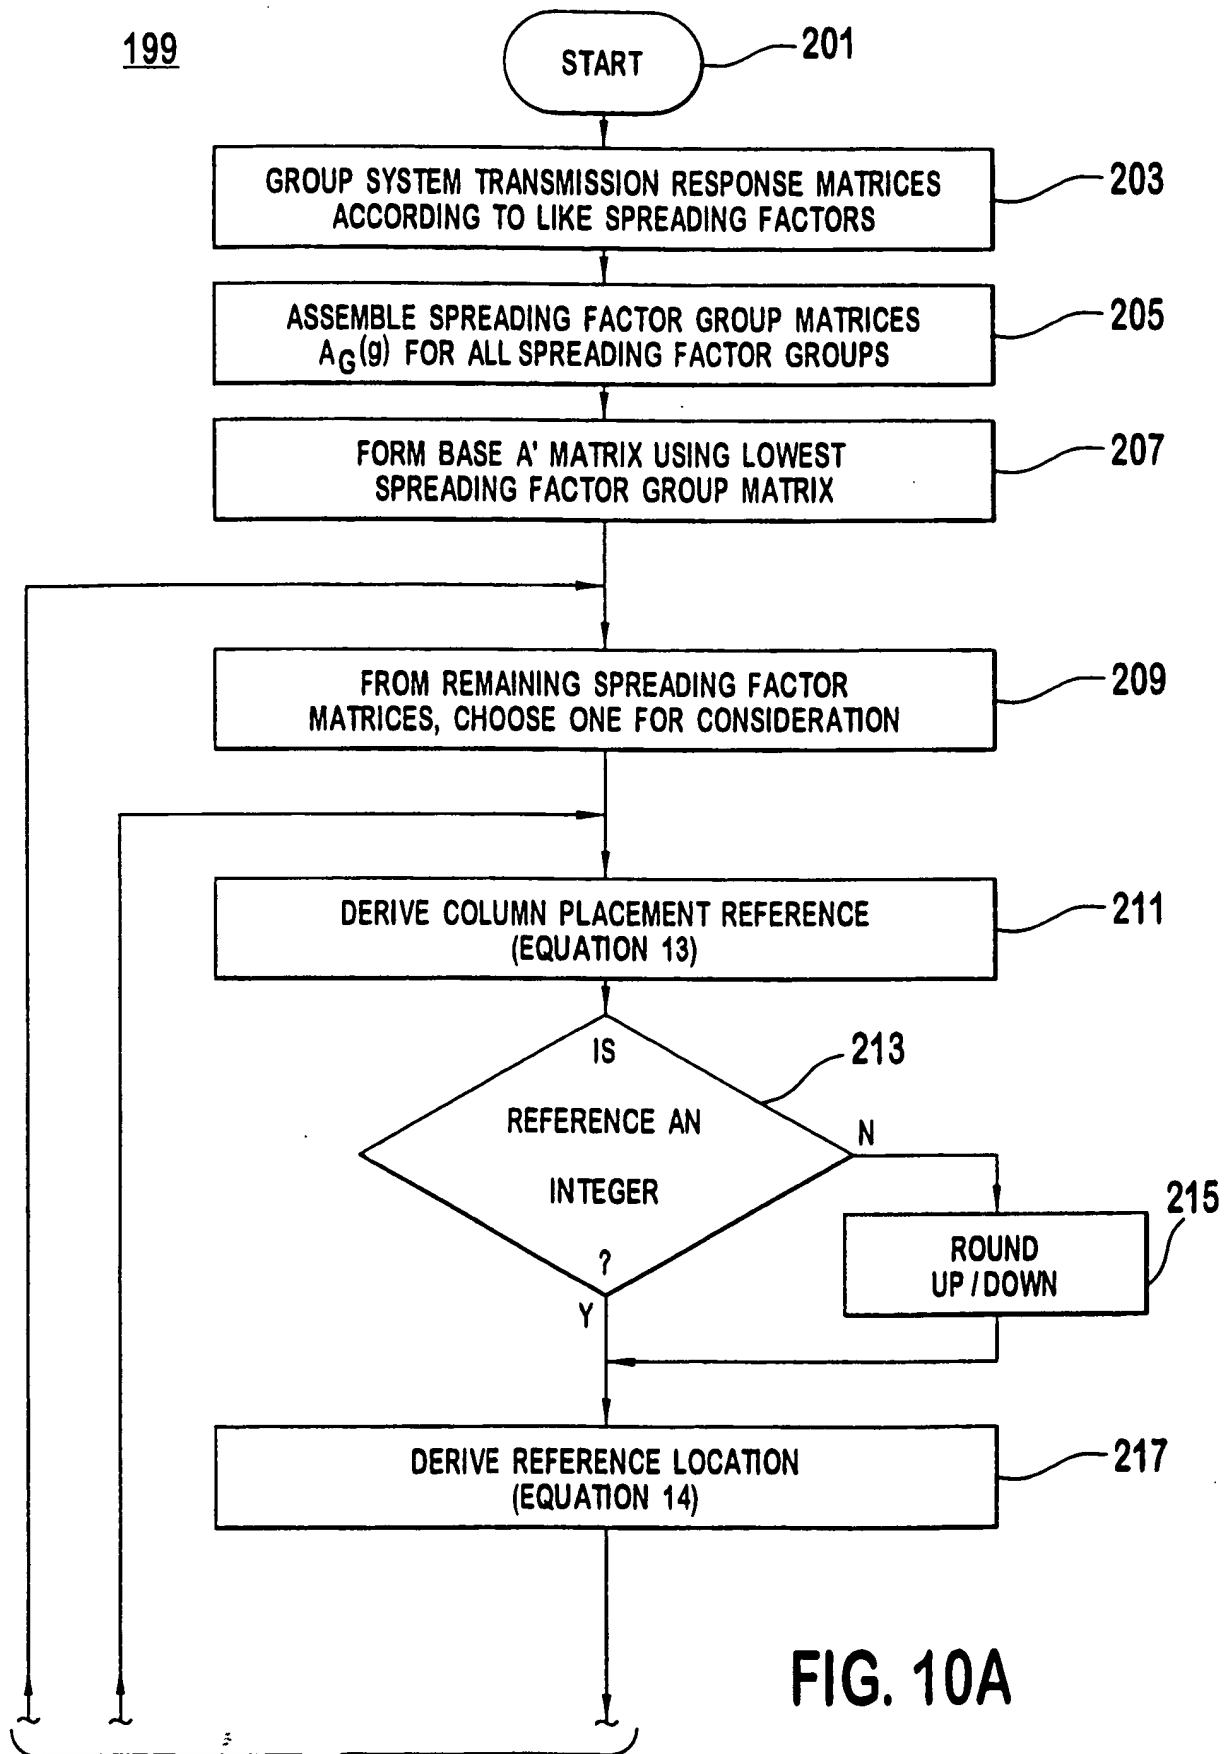 199
START
201
GROUP SYSTEM TRANSMISSION RESPONSE MATRICES
ACCORDING TO LIKE SPREADING FACTORS
203
ASSEMBLE SPREADING FACTOR GROUP MATRICES
AG(g) FOR ALL SPREADING FACTOR GROUPS
205
FORM BASE A' MATRIX USING LOWEST
SPREADING FACTOR GROUP MATRIX
207
FROM REMAINING SPREADING FACTOR
MATRICES, CHOOSE ONE FOR CONSIDERATION
209
DERIVE COLUMN PLACEMENT REFERENCE
(EQUATION 13)
211
IS
REFERENCE AN
INTEGER
?
213
N
Y
ROUND
UP / DOWN
215
DERIVE REFERENCE LOCATION
(EQUATION 14)
217
FIG. 10A